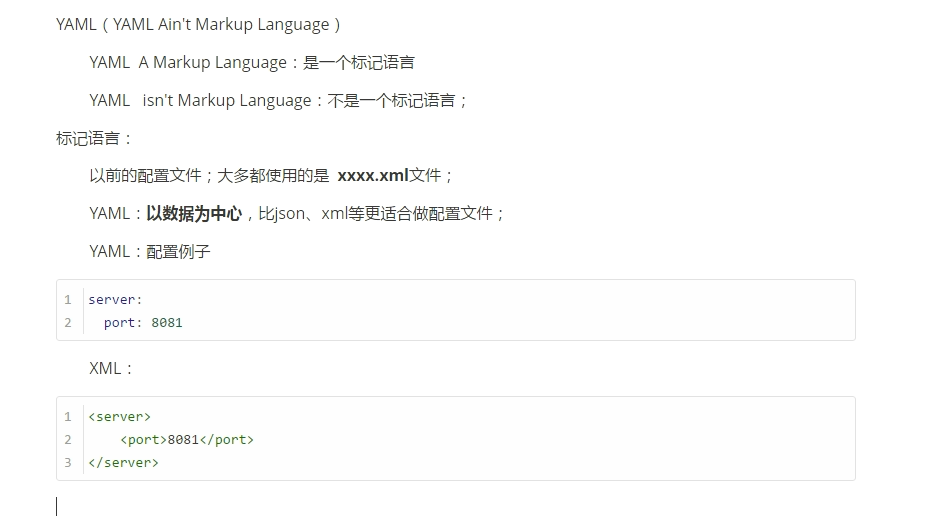 YAML（YAML Ain't Markup Language）
YAML  A Markup Language：是一个标记语言
YAML   isn't Markup Language：不是一个标记语言；
标记语言：
以前的配置文件；大多都使用的是  xxxx.xml文件；
YAML：以数据为中心，比json、xml等更适合做配置文件；
YAML：配置例子
1 server:
2   port: 8081
XML：
1 <server>
2     <port>8081</port>
3 </server>